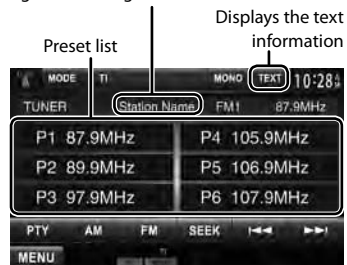 Displays the text
information
Preset list
MODE TI MONO TEXT 10:28
TUNER Station Name FM1 87.9MHz
P1 87.9MHz P4 105.9MHz
P2 89.9MHz P5 106.9MHz
P3 97.9MHz P6 107.9MHz
PTY AM FM SEEK
MENU TI